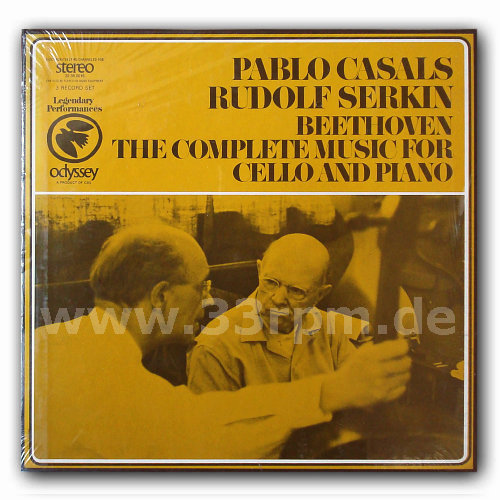 stereo
3 RECORD SET
Legendary
Performances
odyssey
A PRODUCT OF CBS
PABLO CASALS
RUDOLF SERKIN
BEETHOVEN
THE COMPLETE MUSIC FOR
CELLO AND PIANO
www.33rpm.de